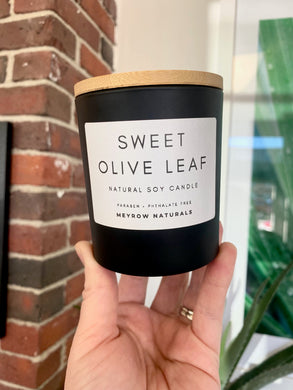 SWEET
OLIVE LEAF
NATURAL SOY CANDLE
PARABEN + PHTHALATE FREE
MEYROW NATURALS